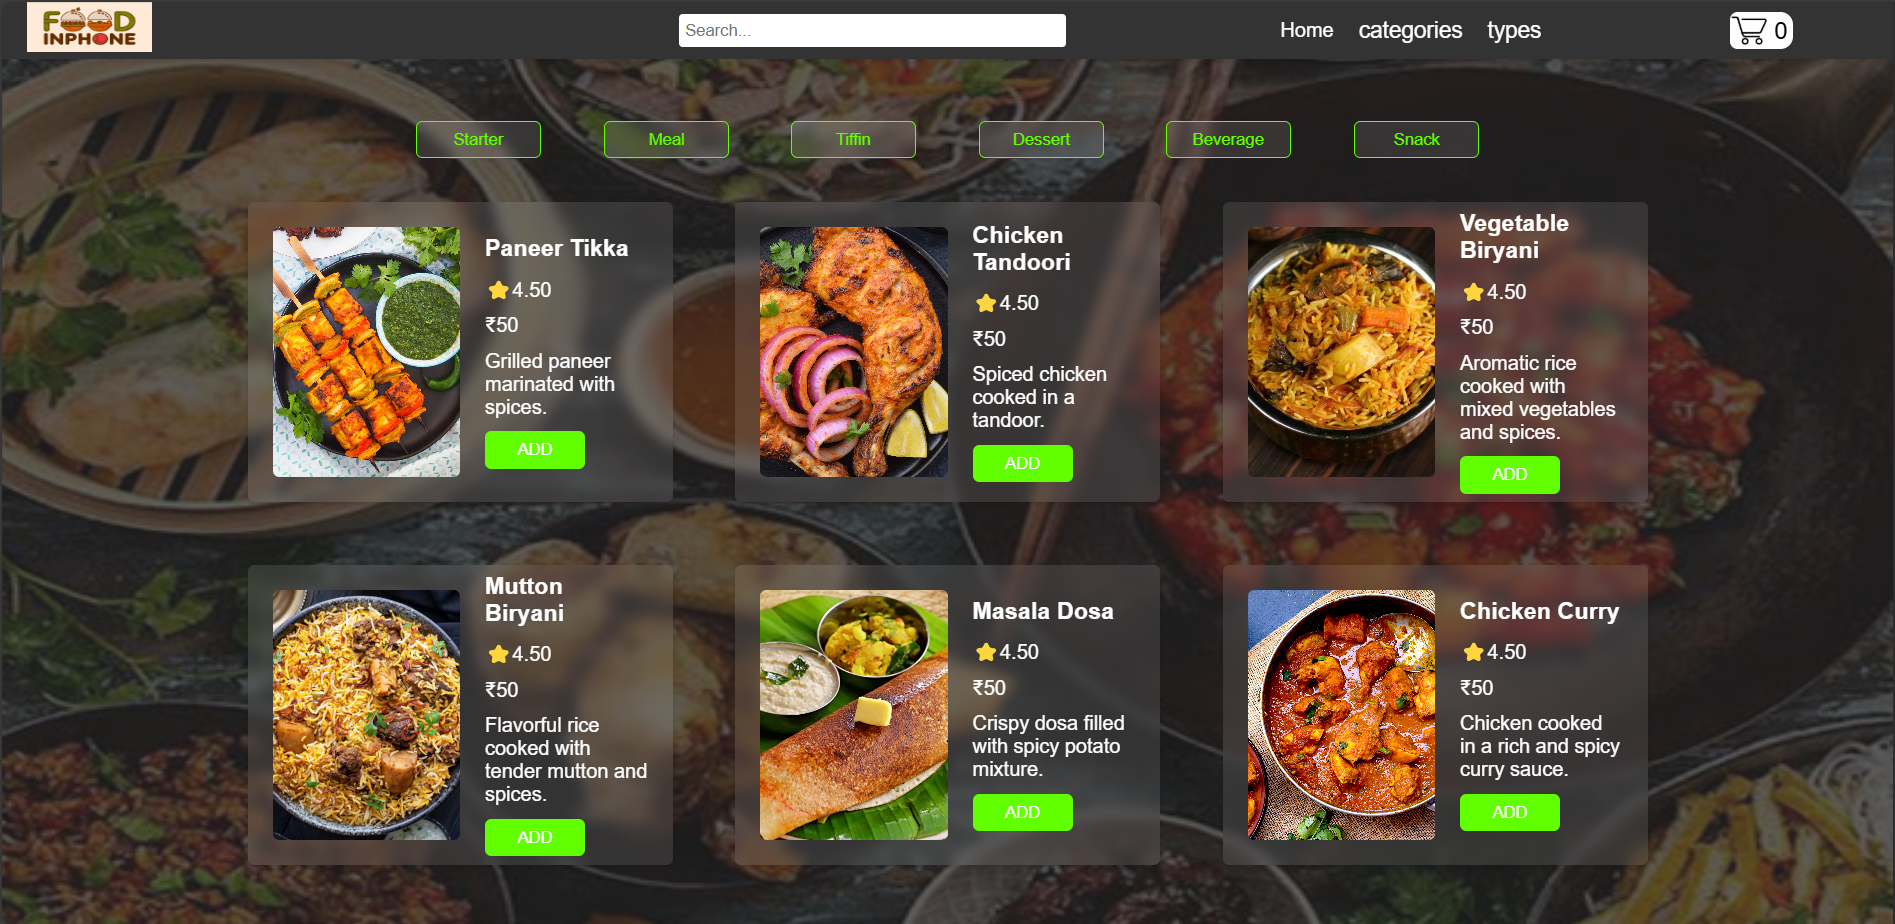 FOOD
INPHONE
Search...
Home
categories
types
0
Starter
Meal
Tiffin
Dessert
Beverage
Snack
Paneer Tikka
4.50
₹50
Grilled paneer
marinated with
spices.
ADD
Chicken
Tandoori
4.50
₹50
Spiced chicken
cooked in a
tandoor.
ADD
Vegetable
Biryani
4.50
₹50
Aromatic rice
cooked with
mixed vegetables
and spices.
ADD
Mutton
Biryani
4.50
₹50
Flavorful rice
cooked with
tender mutton and
spices.
ADD
Masala Dosa
4.50
₹50
Crispy dosa filled
with spicy potato
mixture.
ADD
Chicken Curry
4.50
₹50
Chicken cooked
in a rich and spicy
curry sauce.
ADD